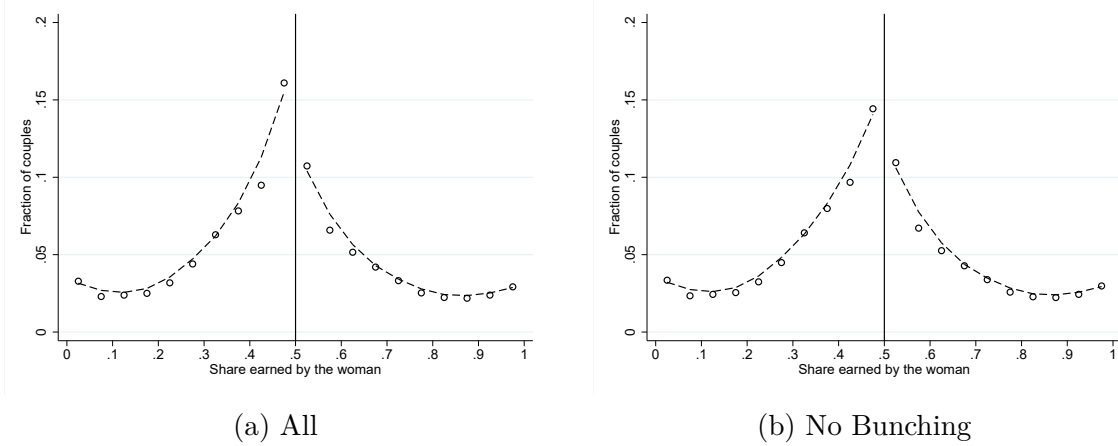 .2
.15
.1
.05
0
Fraction of couples
0 .1 .2 .3 .4 .5 .6 .7 .8 .9 1
Share earned by the woman
(a) All
.2
.15
.1
.05
0
Fraction of couples
0 .1 .2 .3 .4 .5 .6 .7 .8 .9 1
Share earned by the woman
(b) No Bunching